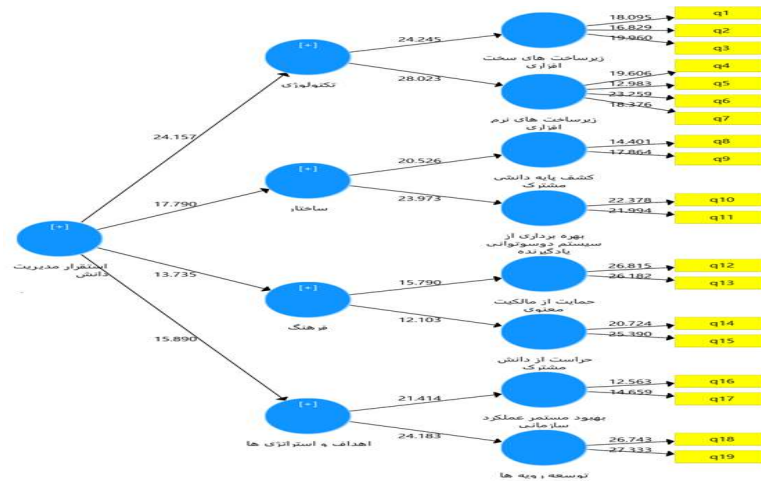 q1
18.095
q2
16.829
q3
19.960
[+]
24.245
زیرساخت های سخت
افزاری
q4
19.606
q5
12.983
تکنولوژی
28.023
q6
23.259
q7
18.376
زیرساخت های نرم
افزاری
24.157
q8
14.401
q9
17.864
[+]
20.526
کشف پایه دانشی
مشترک
17.790
ساختار
23.973
q10
22.378
q11
21.994
[+]
بهره برداری از
سیستم دوسوتوانی
یادگیرنده
استقرار مدیریت
دانش
13.735
q12
26.815
q13
26.182
[+]
15.790
حمایت از مالکیت
معنوی
فرهنگ
12.103
q14
20.724
q15
25.390
15.890
حراست از دانش
مشترک
q16
12.563
q17
14.659
[+]
21.414
بهبود مستمر عملکرد
سازمانی
اهداف و استراتژی ها
24.183
q18
26.743
q19
27.333
توسعه رویه ها